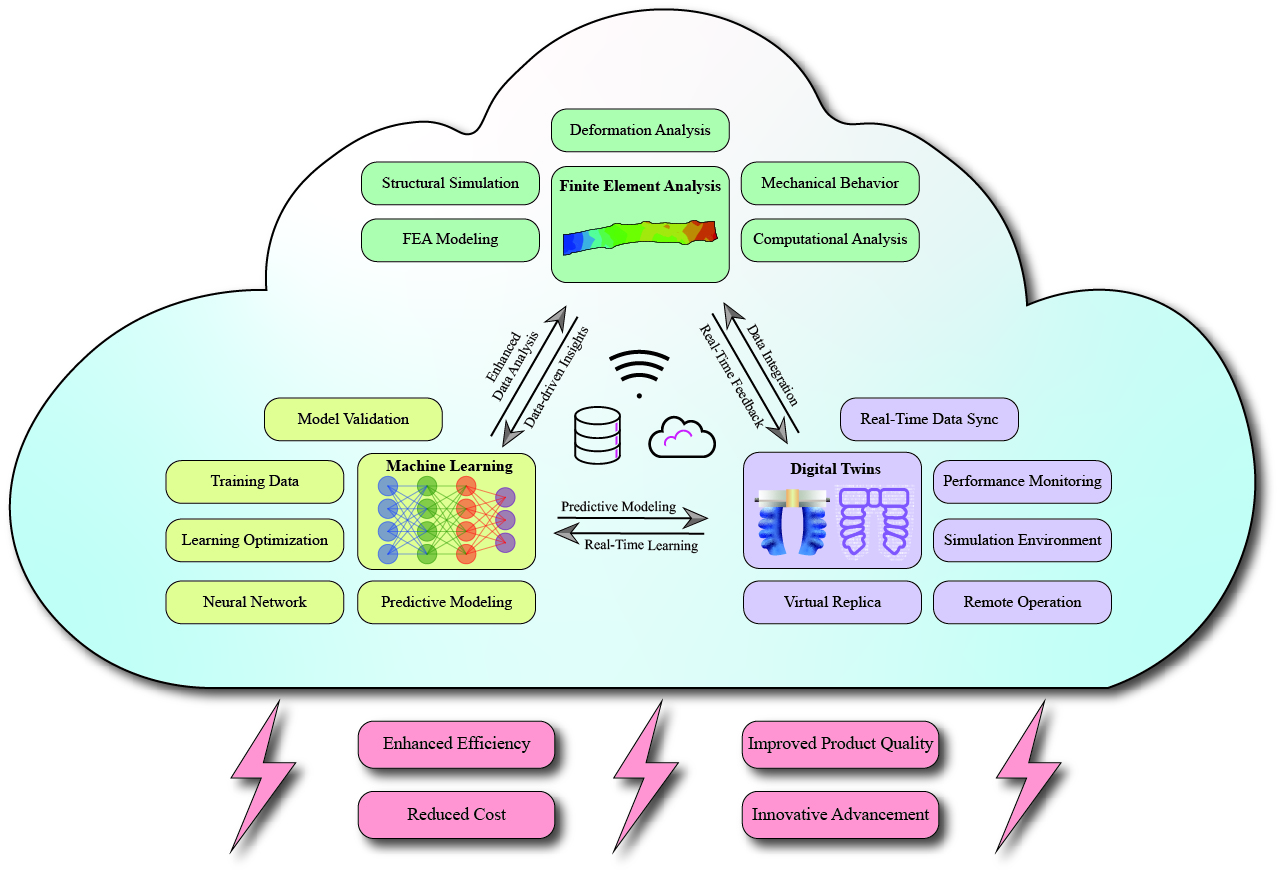 Deformation Analysis
Structural Simulation
Finite Element Analysis
Mechanical Behavior
FEA Modeling
Computational Analysis
Enhanced
Data Analysis
Data-driven Insights
Real-Time Feedback
Data Integration
Model Validation
Real-Time Data Sync
Machine Learning
Digital Twins
Training Data
Performance Monitoring
Learning Optimization
Predictive Modeling
Real-Time Learning
Simulation Environment
Neural Network
Predictive Modeling
Virtual Replica
Remote Operation
Enhanced Efficiency
Improved Product Quality
Reduced Cost
Innovative Advancement